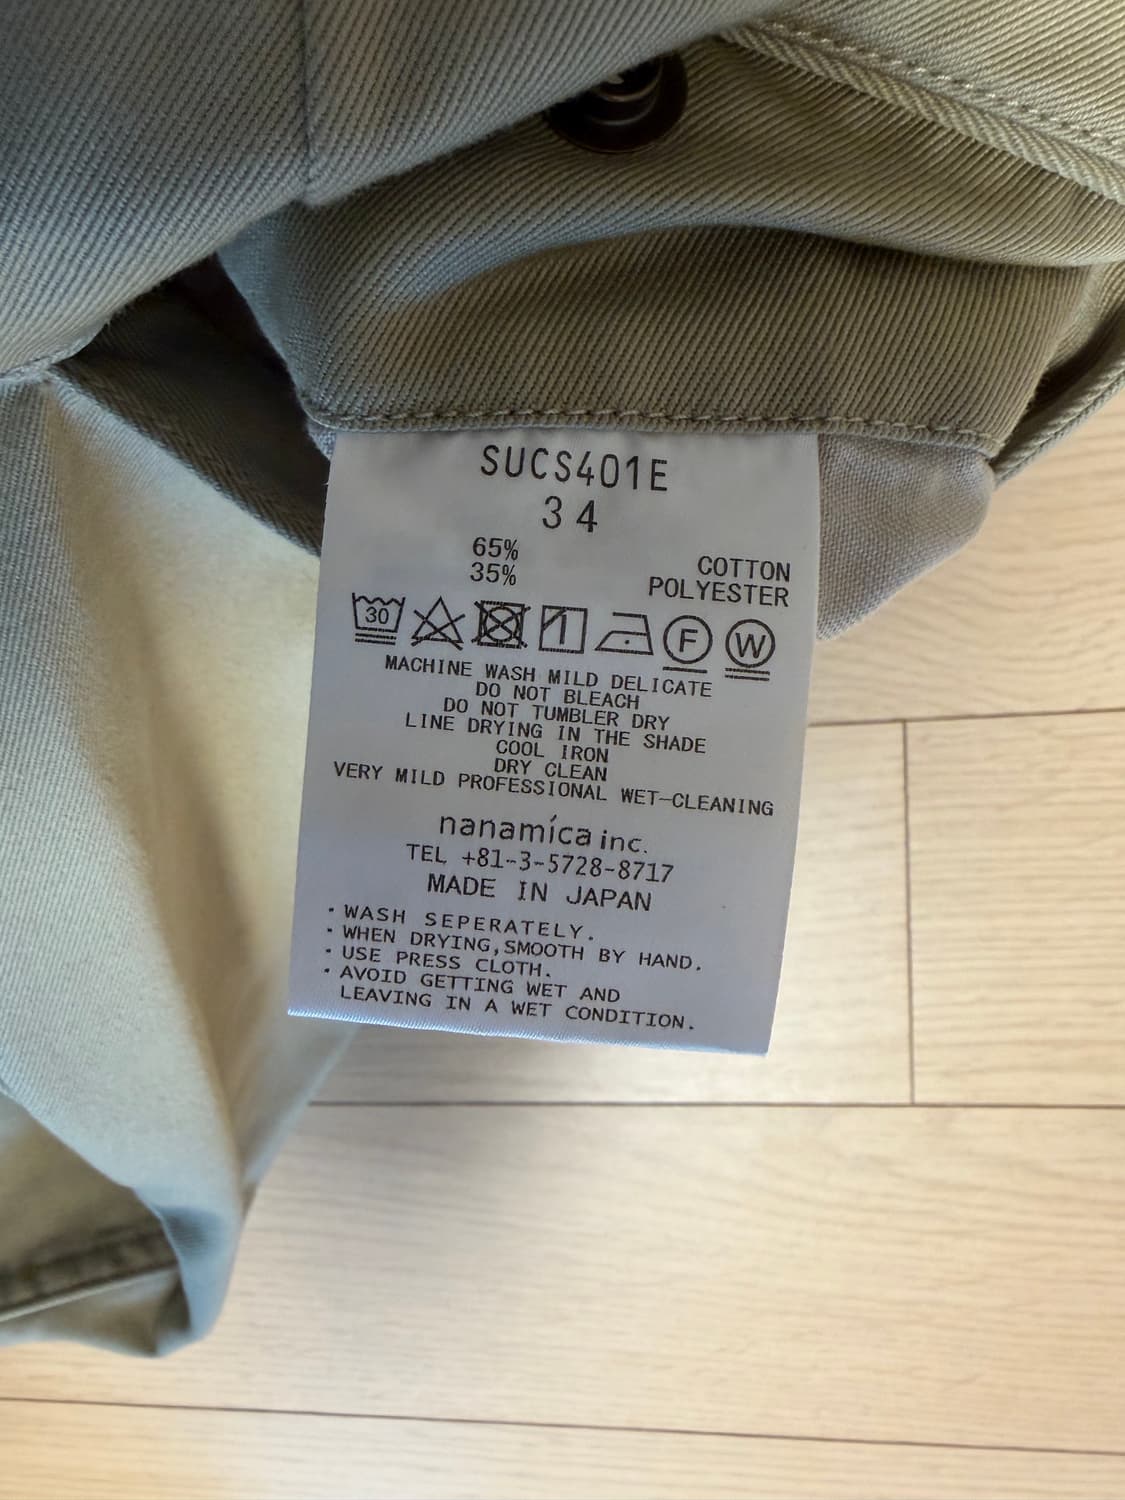 SUCS401E
34
65% COTTON
35% POLYESTER
30 F W
MACHINE WASH MILD DELICATE
DO NOT BLEACH
DO NOT TUMBLER DRY
LINE DRYING IN THE SHADE
COOL IRON
DRY CLEAN
VERY MILD PROFESSIONAL WET-CLEANING
nanamíca inc.
TEL +81-3-5728-8717
MADE IN JAPAN
・WASH SEPERATELY.
・WHEN DRYING,SMOOTH BY HAND.
・USE PRESS CLOTH.
・AVOID GETTING WET AND
LEAVING IN A WET CONDITION.